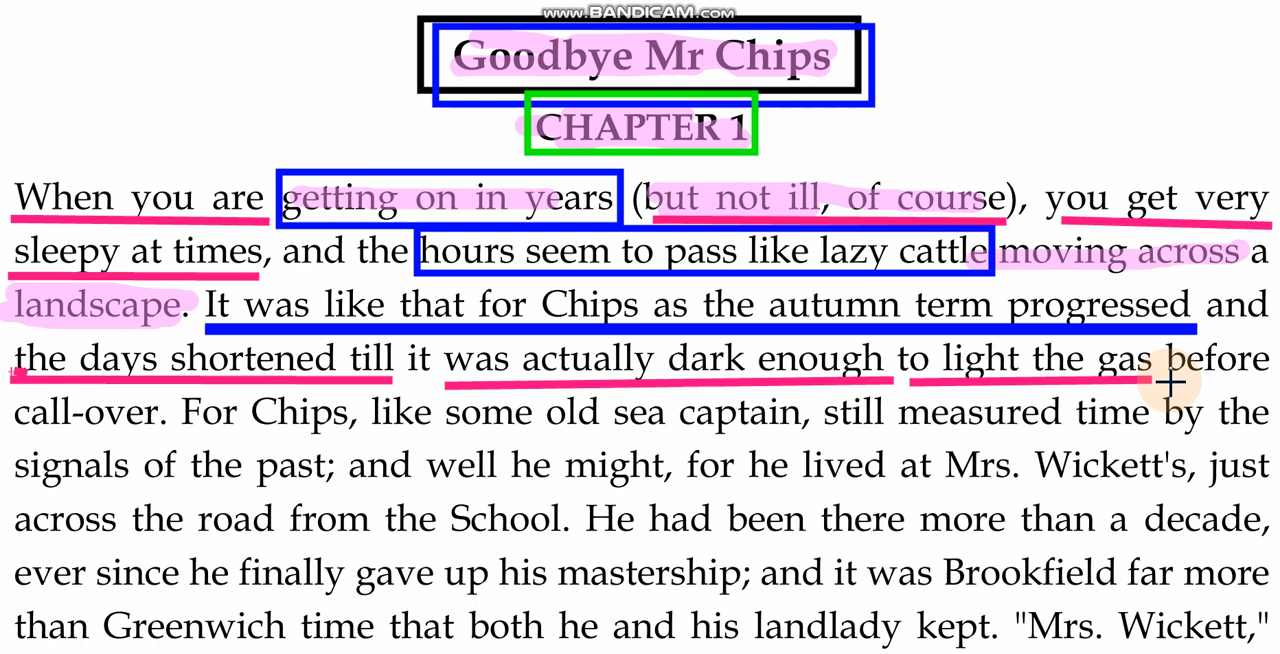 www.BANDICAM.com
Goodbye Mr Chips
CHAPTER 1
When you are getting on in years (but not ill, of course), you get very
sleepy at times, and the hours seem to pass like lazy cattle moving across a
landscape. It was like that for Chips as the autumn term progressed and
the days shortened till it was actually dark enough to light the gas before
call-over. For Chips, like some old sea captain, still measured time by the
signals of the past; and well he might, for he lived at Mrs. Wickett's, just
across the road from the School. He had been there more than a decade,
ever since he finally gave up his mastership; and it was Brookfield far more
than Greenwich time that both he and his landlady kept. "Mrs. Wickett,"